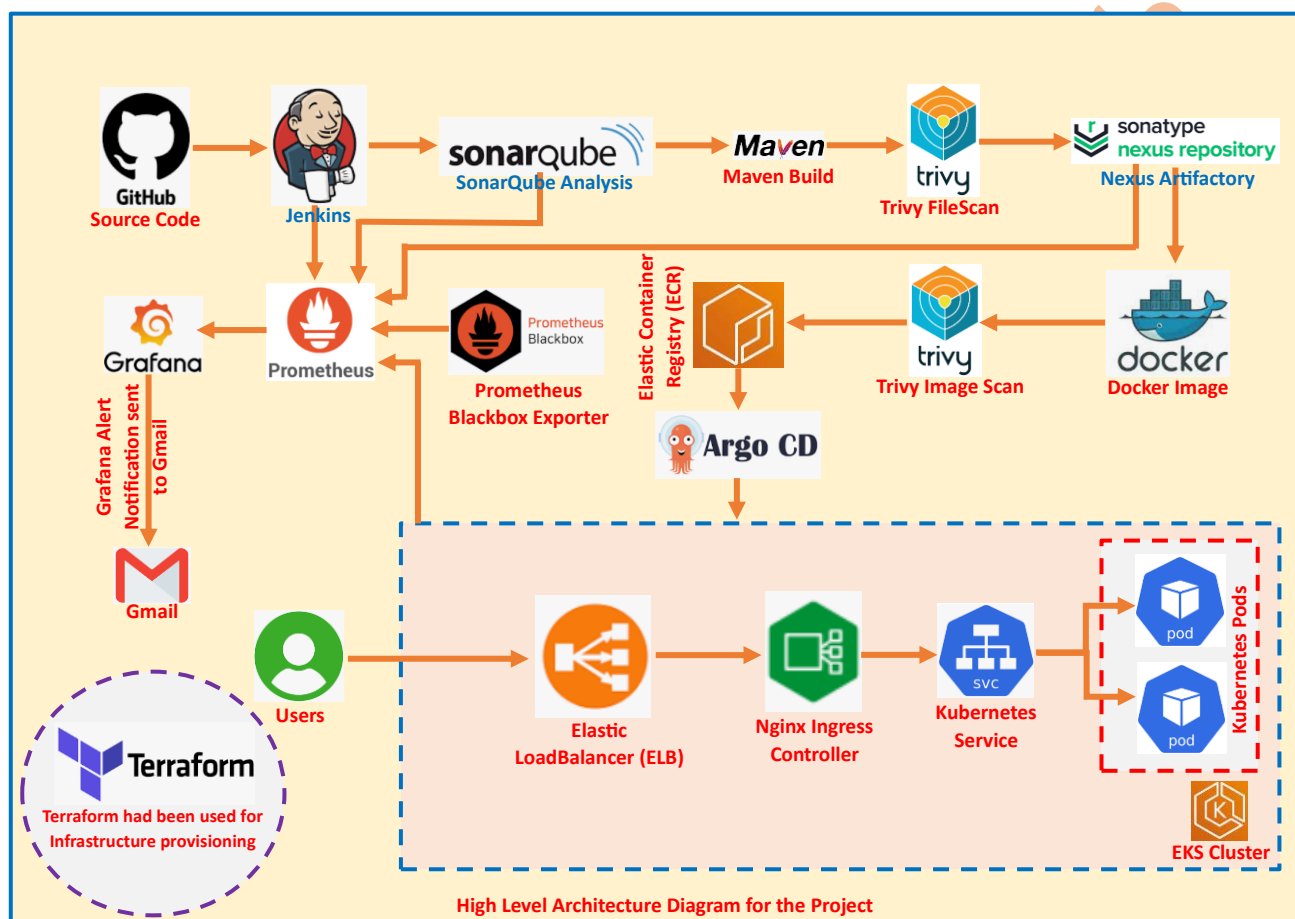 GitHub
Source Code
Jenkins
sonarqube
SonarQube Analysis
Maven
Maven Build
trivy
Trivy FileScan
r
sonatype
nexus repository
Nexus Artifactory
Grafana
Prometheus
Prometheus
Blackbox
Prometheus
Blackbox Exporter
Elastic Container
Registry (ECR)
trivy
Trivy Image Scan
docker
Docker Image
Argo CD
Grafana Alert
Notification sent
to Gmail
Gmail
Users
Elastic
LoadBalancer (ELB)
Nginx Ingress
Controller
svc
Kubernetes
Service
pod
pod
Kubernetes Pods
K
EKS Cluster
Terraform
Terraform had been used for
Infrastructure provisioning
High Level Architecture Diagram for the Project